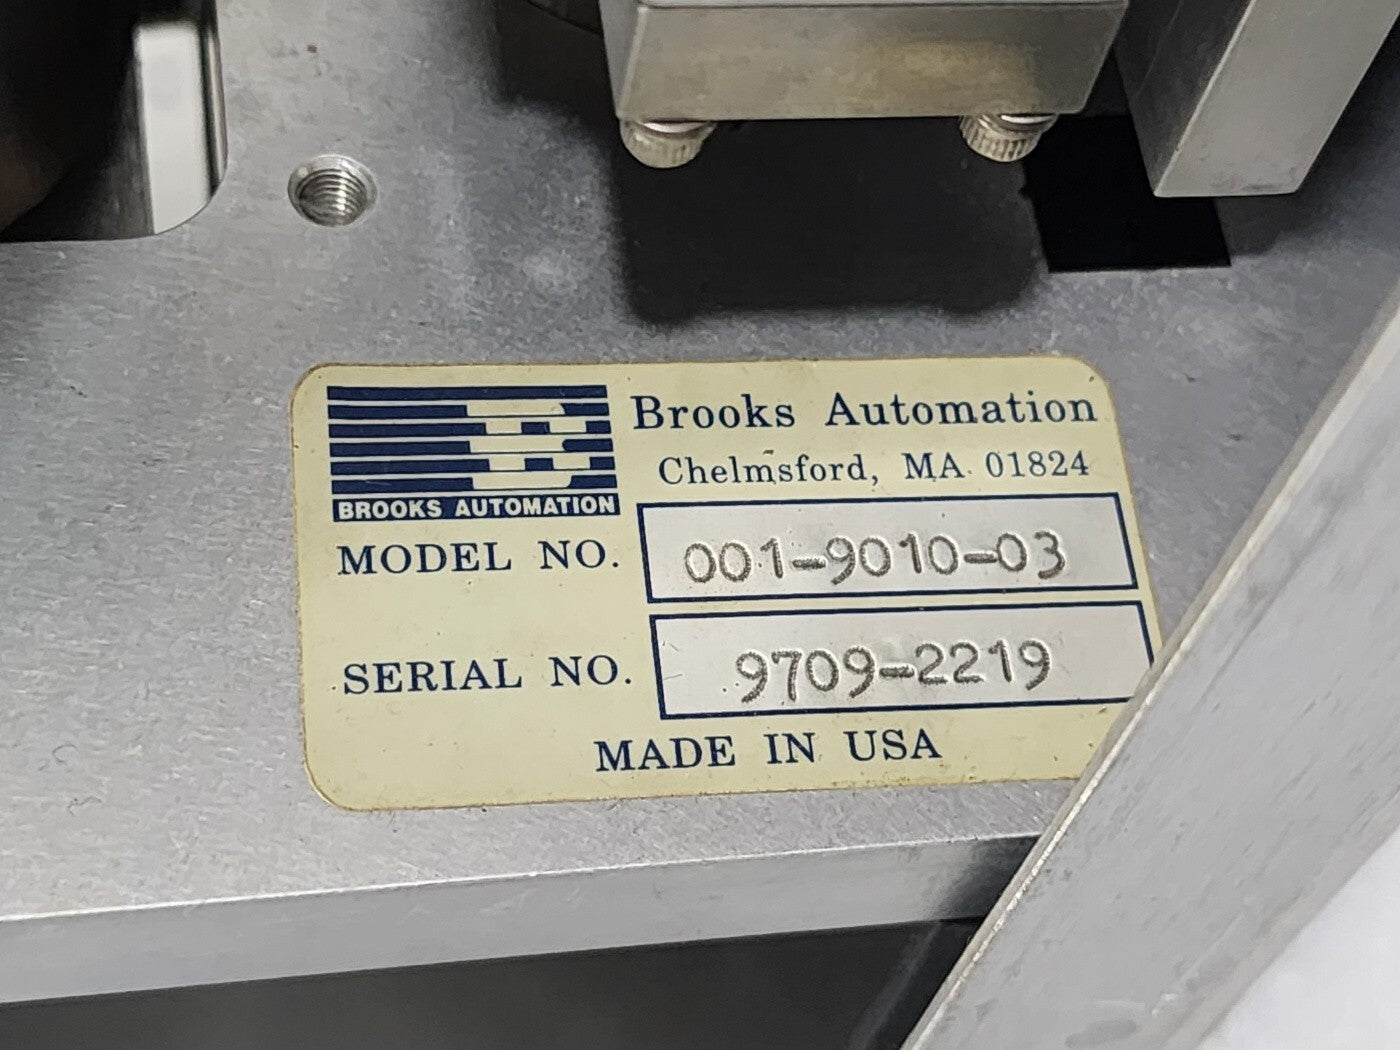 Brooks Automation
Chelmsford, MA 01824
BROOKS AUTOMATION
MODEL NO. 001-9010-03
SERIAL NO. 9709-2219
MADE IN USA